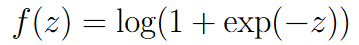 f(z) = log(1 + exp(−z))